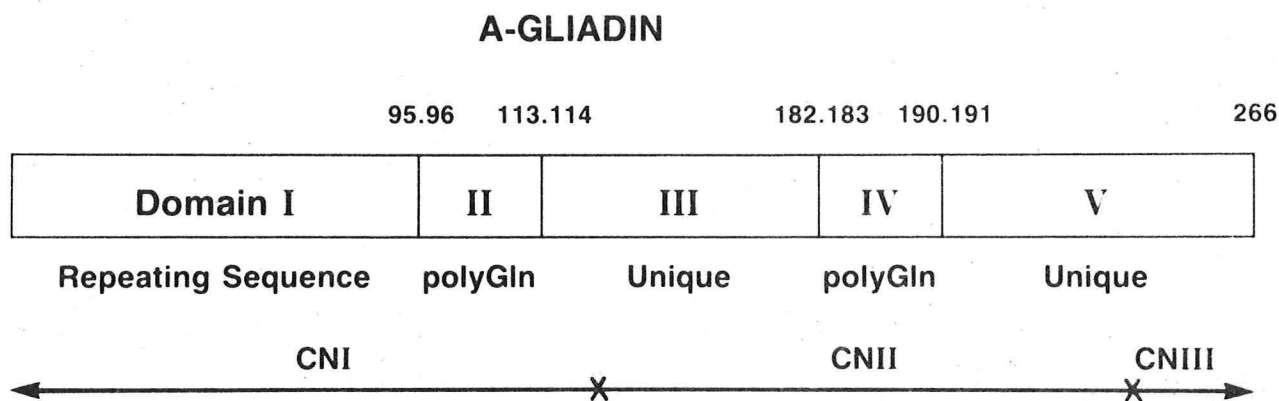 A-GLIADIN
95.96 113.114 182.183 190.191 266
Domain I II III IV V
Repeating Sequence polyGln Unique polyGln Unique
CNI CNII CNIII
X X